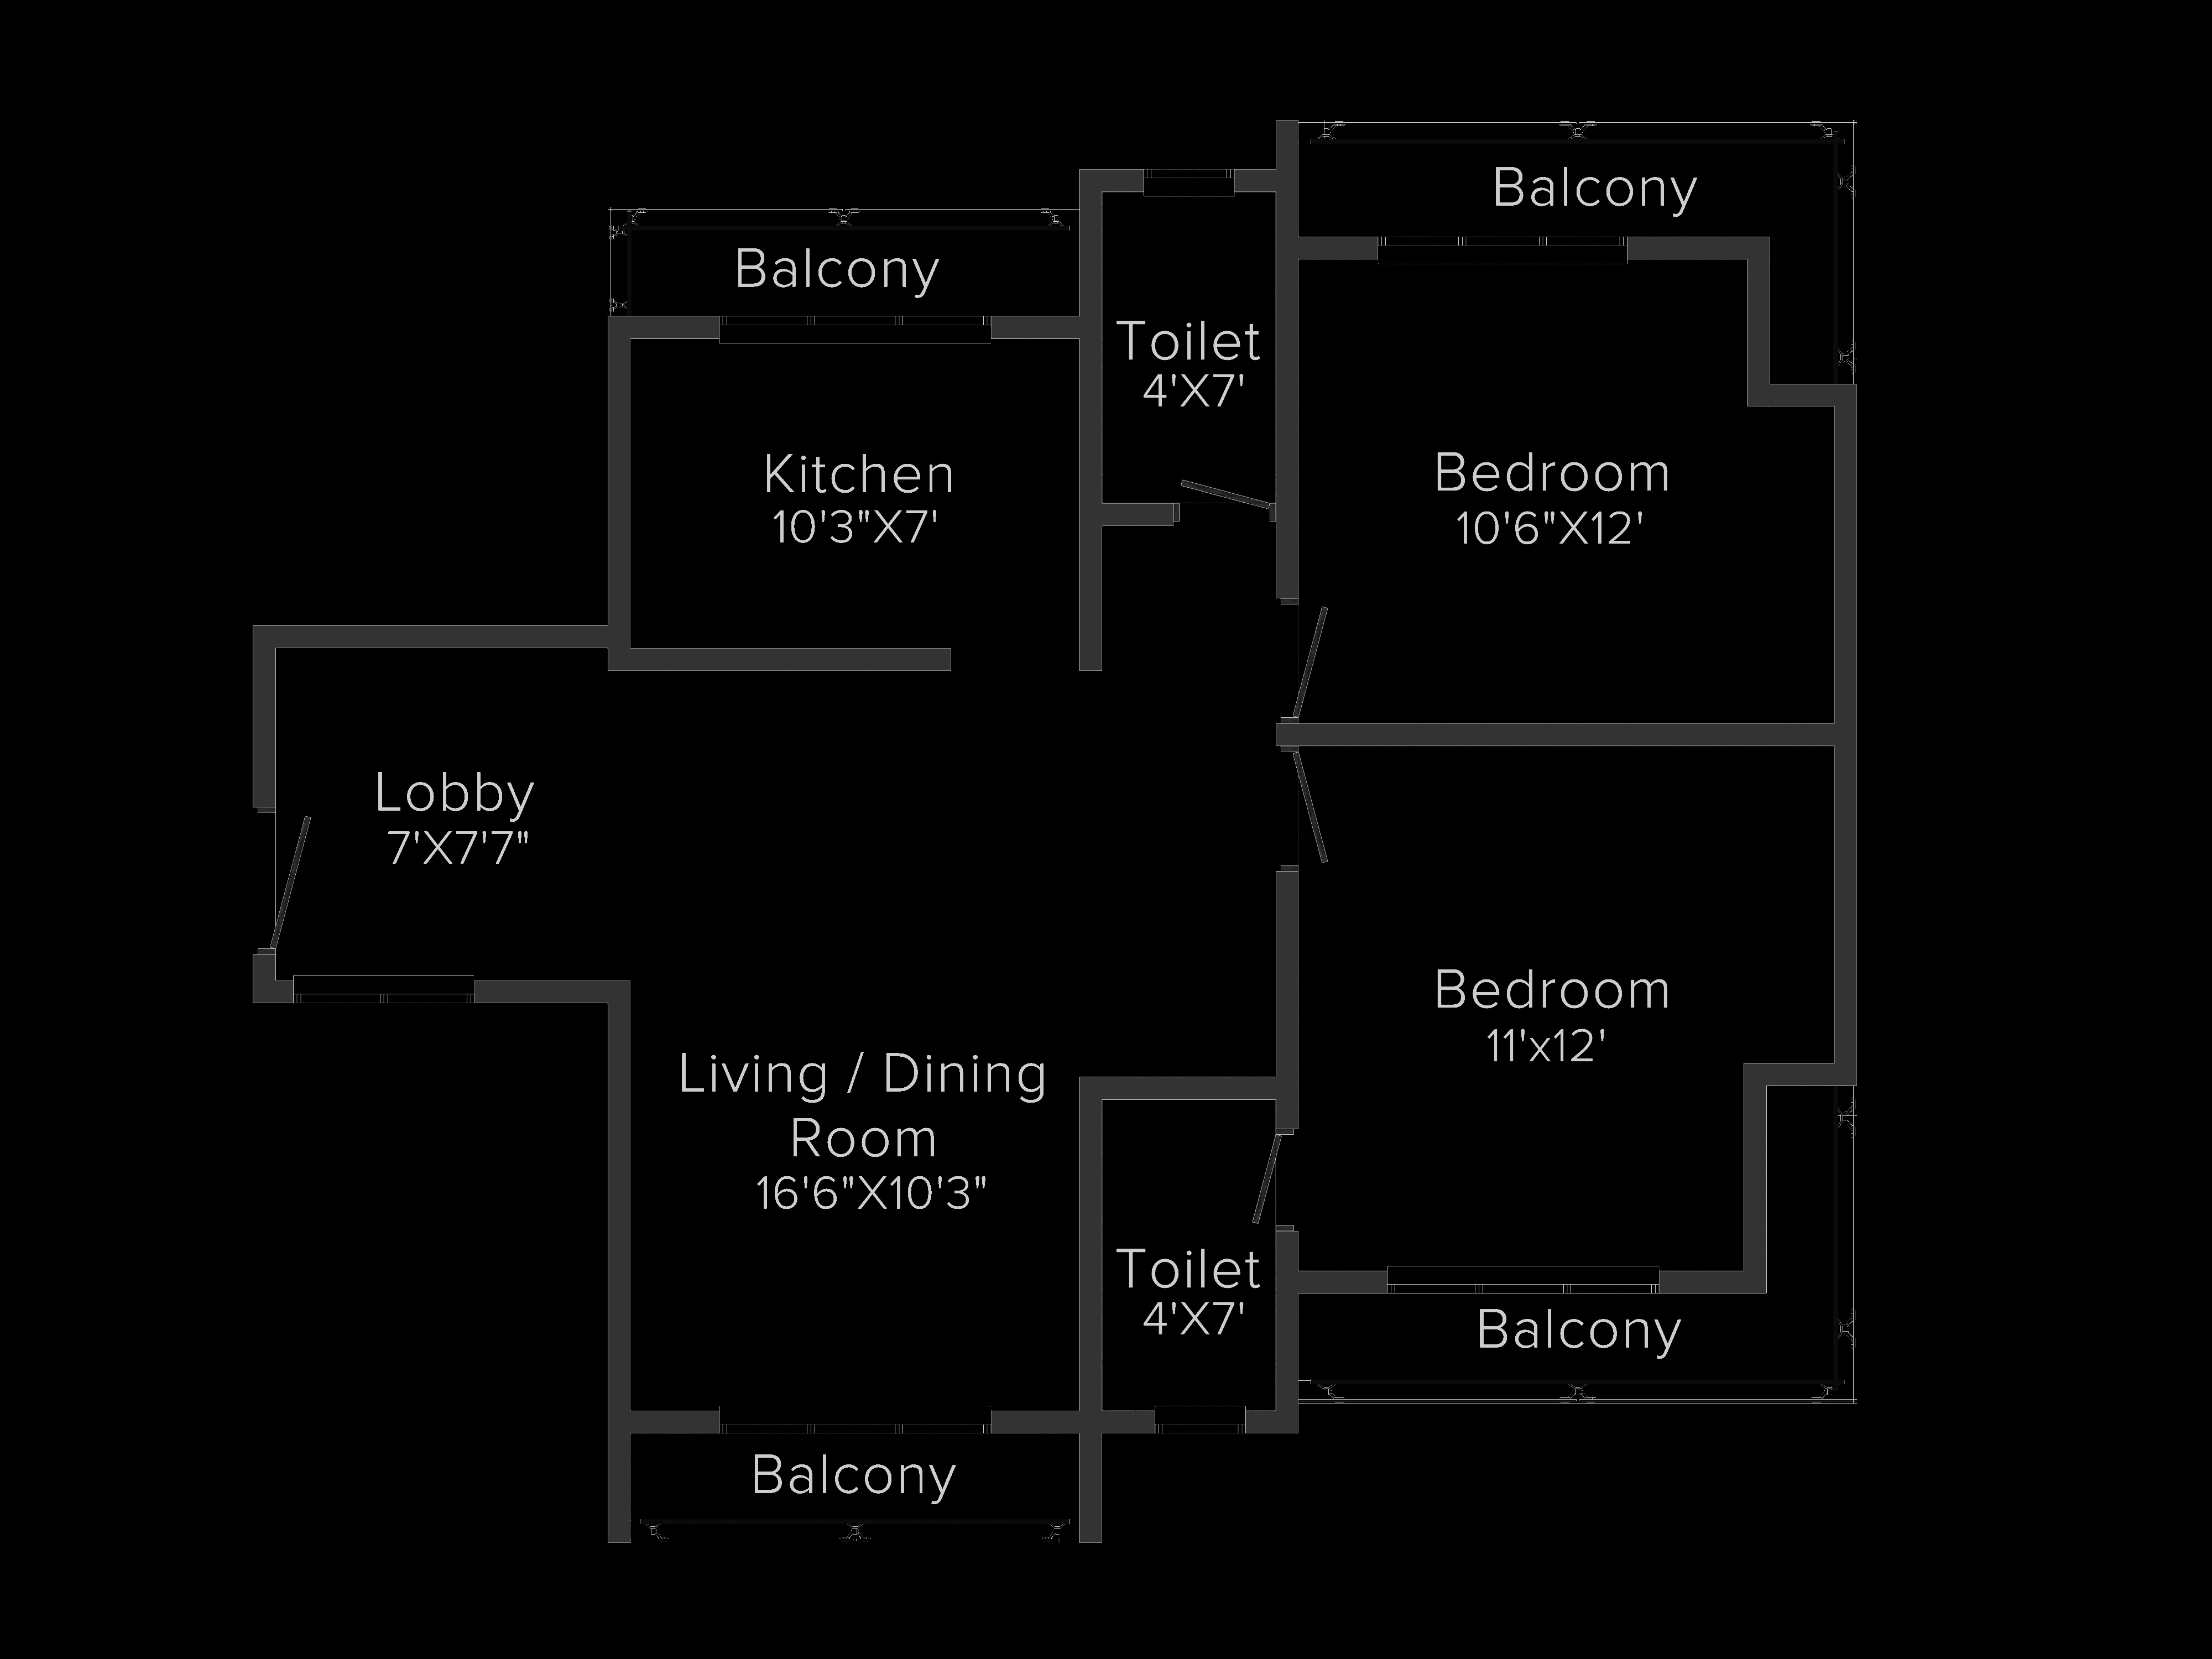 Balcony
Balcony
Toilet
4'X7'
Kitchen
10'3"X7'
Bedroom
10'6"X12'
Lobby
7'X7'7"
Bedroom
11'x12'
Living / Dining
Room
16'6"X10'3"
Toilet
4'X7'
Balcony
Balcony